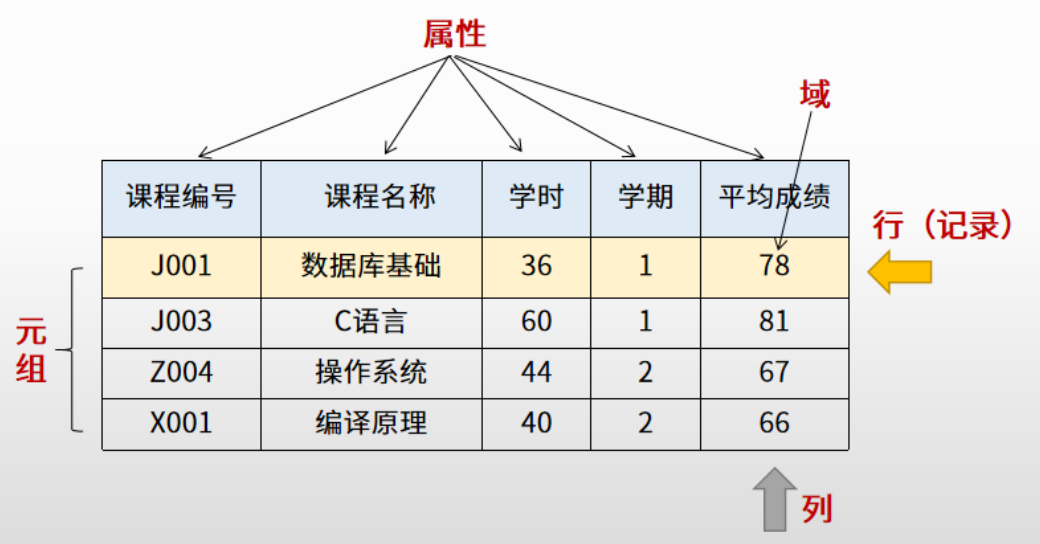 属性
域
课程编号 课程名称 学时 学期 平均成绩
行（记录）
J001 数据库基础 36 1 78
J003 C语言 60 1 81
元组
Z004 操作系统 44 2 67
X001 编译原理 40 2 66
列